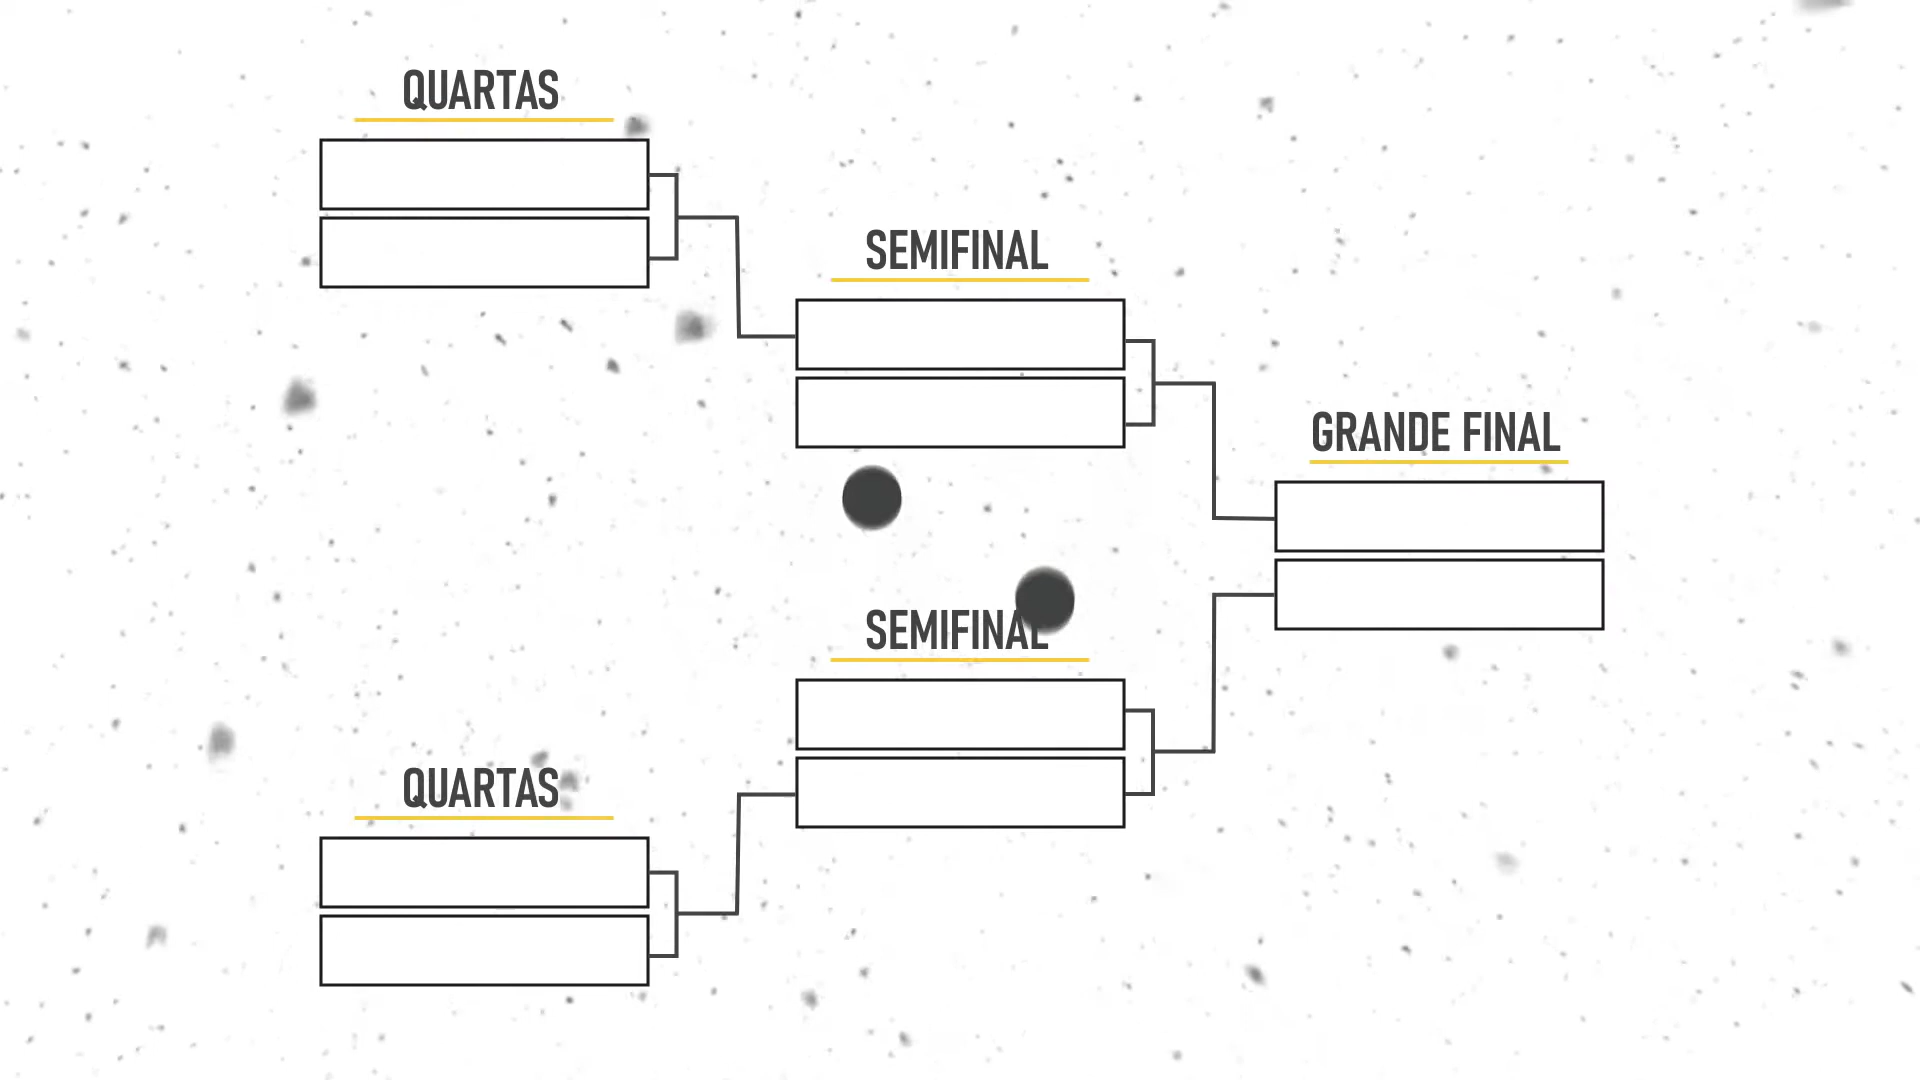 QUARTAS
SEMIFINAL
GRANDE FINAL
SEMIFINAL
QUARTAS